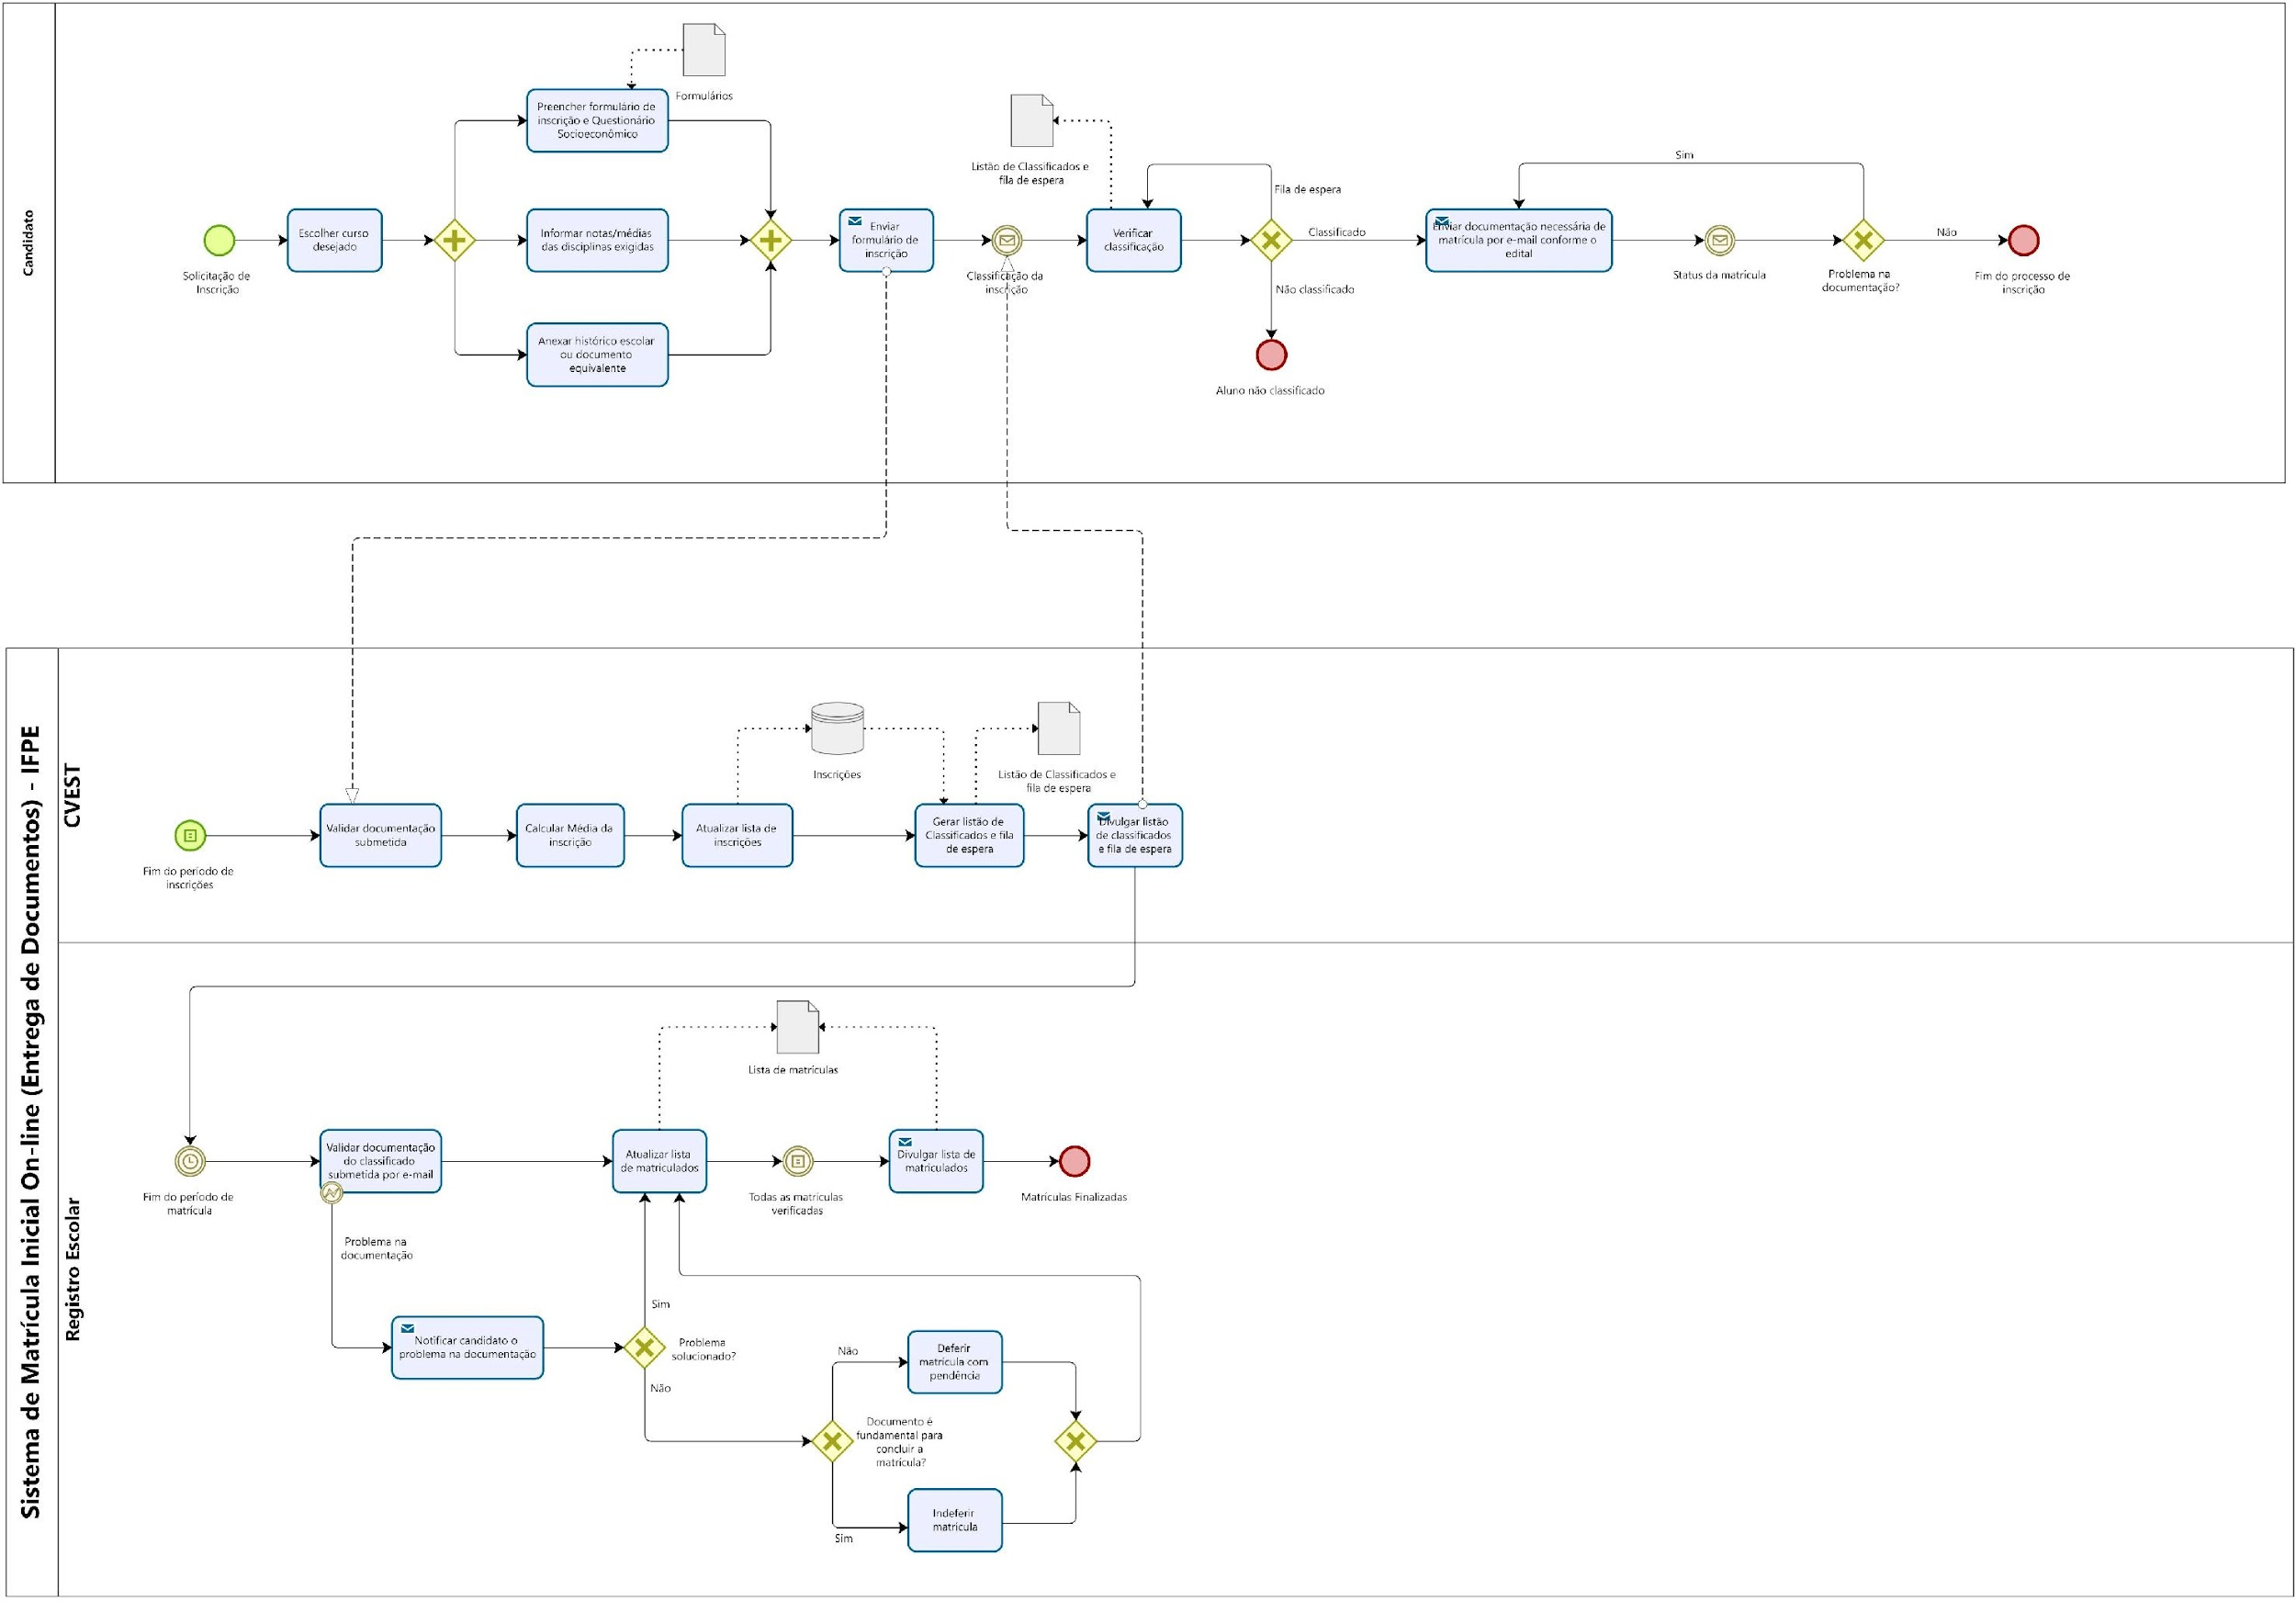 Candidato
Formulários
Preencher formulário de
inscrição e Questionário
Socioeconômico
Solicitação de
Inscrição
Escolher curso
desejado
Informar notas/médias
das disciplinas exigidas
Anexar histórico escolar
ou documento
equivalente
Enviar
formulário de
inscrição
Classificação da
inscrição
Listão de Classificados e
fila de espera
Verificar
classificação
Fila de espera
Classificado
Não classificado
Aluno não classificado
Enviar documentação necessária de
matrícula por e-mail conforme o
edital
Status da matrícula
Sim
Problema na
documentação?
Não
Fim do processo de
inscrição
Sistema de Matrícula Inicial On-line (Entrega de Documentos) - IFPE
CVEST
Fim do periodo de
inscrições
Validar documentação
submetida
Calcular Média da
inscrição
Atualizar lista de
inscrições
Inscrições
Gerar listão de
Classificados e fila
de espera
Listão de Classificados e
fila de espera
Divulgar listão
de classificados
e fila de espera
Registro Escolar
Fim do período de
matrícula
Validar documentação
do classificado
submetida por e-mail
Problema na
documentação
Lista de matrículas
Atualizar lista
de matriculados
Todas as matriculas
verificadas
Divulgar lista de
matriculados
Matrículas Finalizadas
Notificar candidato o
problema na documentação
Sim
Problema
solucionado?
Não
Não
Deferir
matrícula com
pendência
Documento é
fundamental para
concluir a
matrícula?
Sim
Indeferir
matricula